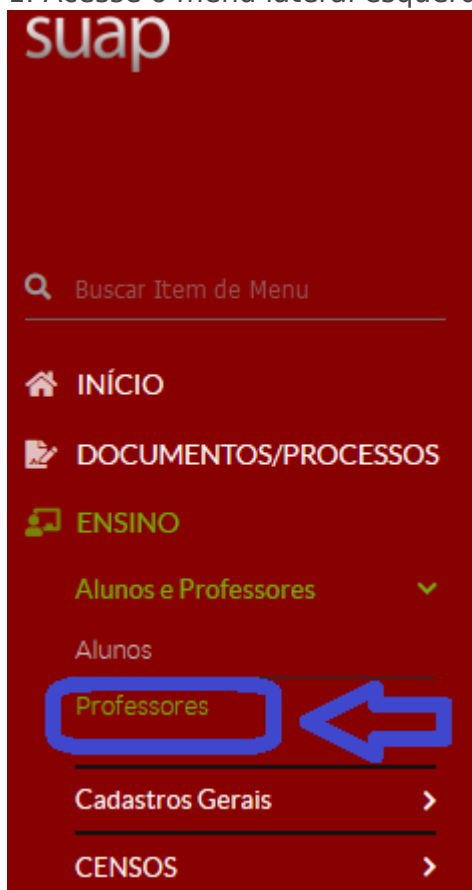 1. Acesse o menu lateral esquerd
suap
Buscar Item de Menu
INÍCIO
DOCUMENTOS/PROCESSOS
ENSINO
Alunos e Professores
Alunos
Professores
Cadastros Gerais
CENSOS